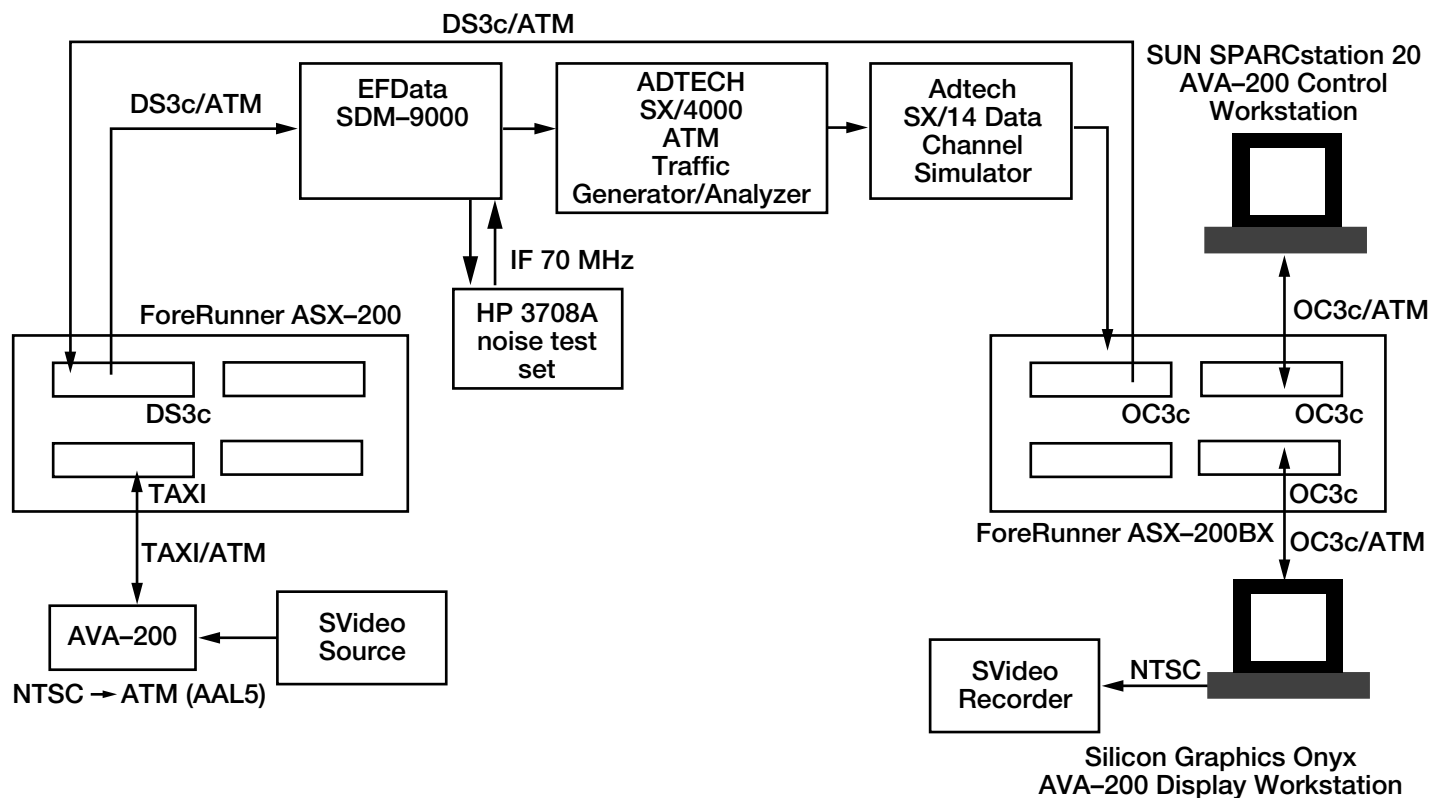 DS3c/ATM
SUN SPARCstation 20
AVA–200 Control
Workstation
DS3c/ATM
EFData
SDM–9000
ADTECH
SX/4000
ATM
Traffic
Generator/Analyzer
Adtech
SX/14 Data
Channel
Simulator
IF 70 MHz
HP 3708A
noise test
set
ForeRunner ASX–200
DS3c
TAXI
TAXI/ATM
AVA–200
SVideo
Source
NTSC → ATM (AAL5)
OC3c/ATM
OC3c
OC3c
OC3c
ForeRunner ASX–200BX
OC3c/ATM
SVideo
Recorder
NTSC
Silicon Graphics Onyx
AVA–200 Display Workstation